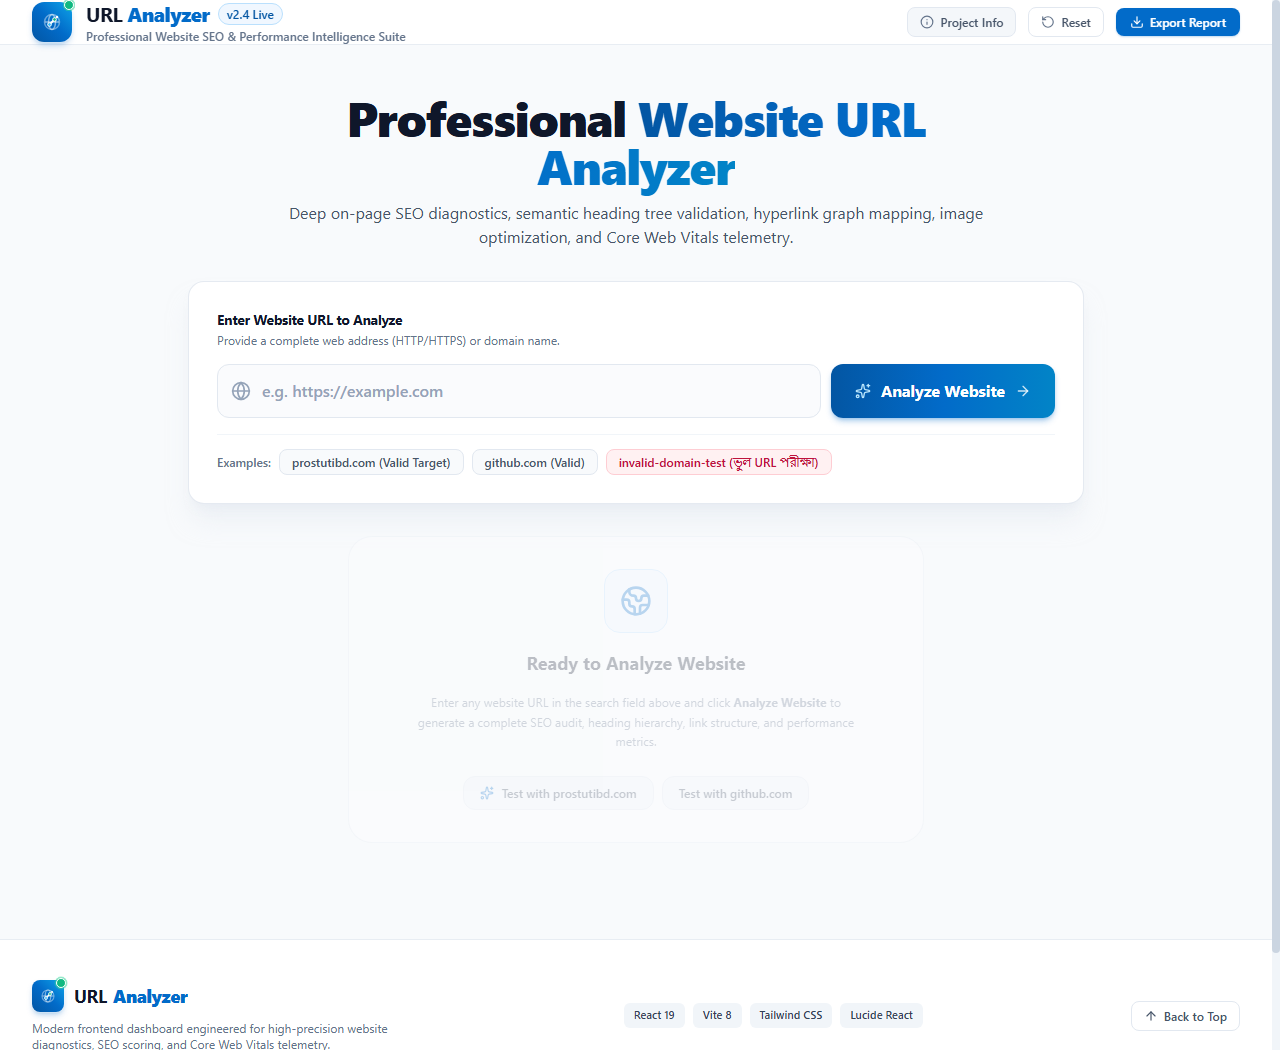 URL Analyzer v2.4 Live
Professional Website SEO & Performance Intelligence Suite
Project Info
Reset
Export Report
Professional Website URL
Analyzer
Deep on-page SEO diagnostics, semantic heading tree validation, hyperlink graph mapping, image
optimization, and Core Web Vitals telemetry.
Enter Website URL to Analyze
Provide a complete web address (HTTP/HTTPS) or domain name.
e.g. https://example.com
Analyze Website
Examples: prostutibd.com (Valid Target) github.com (Valid) invalid-domain-test (ভুল URL পরীক্ষা)
Ready to Analyze Website
Enter any website URL in the search field above and click Analyze Website to
generate a complete SEO audit, heading hierarchy, link structure, and performance
metrics.
Test with prostutibd.com
Test with github.com
URL Analyzer
Modern frontend dashboard engineered for high-precision website
diagnostics, SEO scoring, and Core Web Vitals telemetry.
React 19
Vite 8
Tailwind CSS
Lucide React
Back to Top